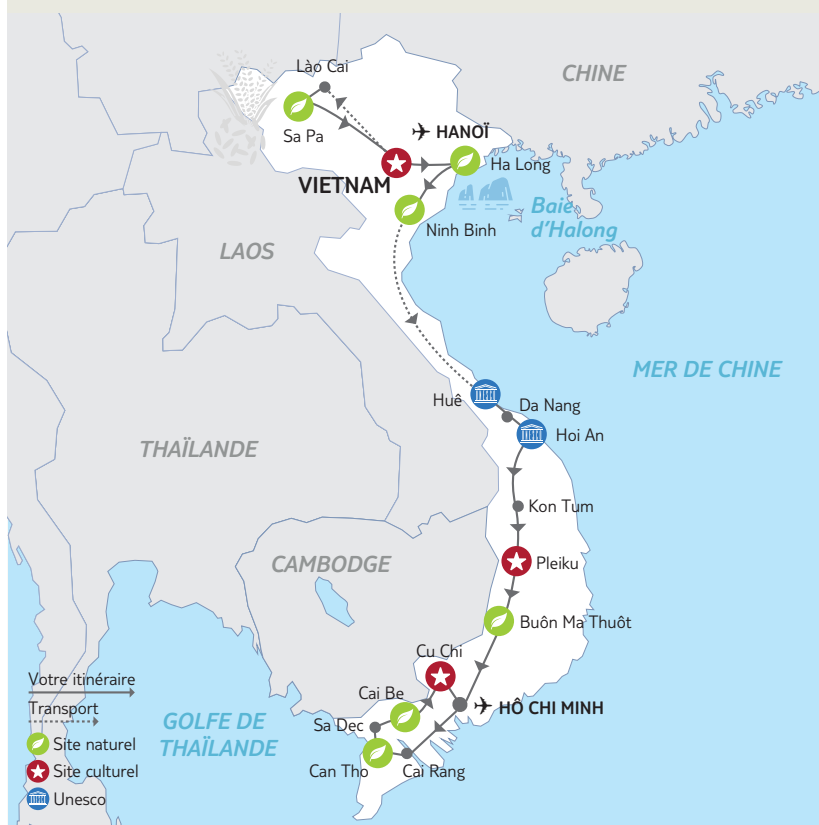 CHINE
Lào Cai
Sa Pa
HANOÏ
VIETNAM
Ha Long
Baie
d'Halong
Ninh Binh
LAOS
MER DE CHINE
Huê
Da Nang
Hoi An
THAÏLANDE
Kon Tum
CAMBODGE
Pleiku
Buôn Ma Thuôt
Cu Chi
Cai Be
HÔ CHI MINH
Sa Dec
Can Tho
Cai Rang
GOLFE DE
THAÏLANDE
Votre itinéraire
Transport
Site naturel
Site culturel
Unesco